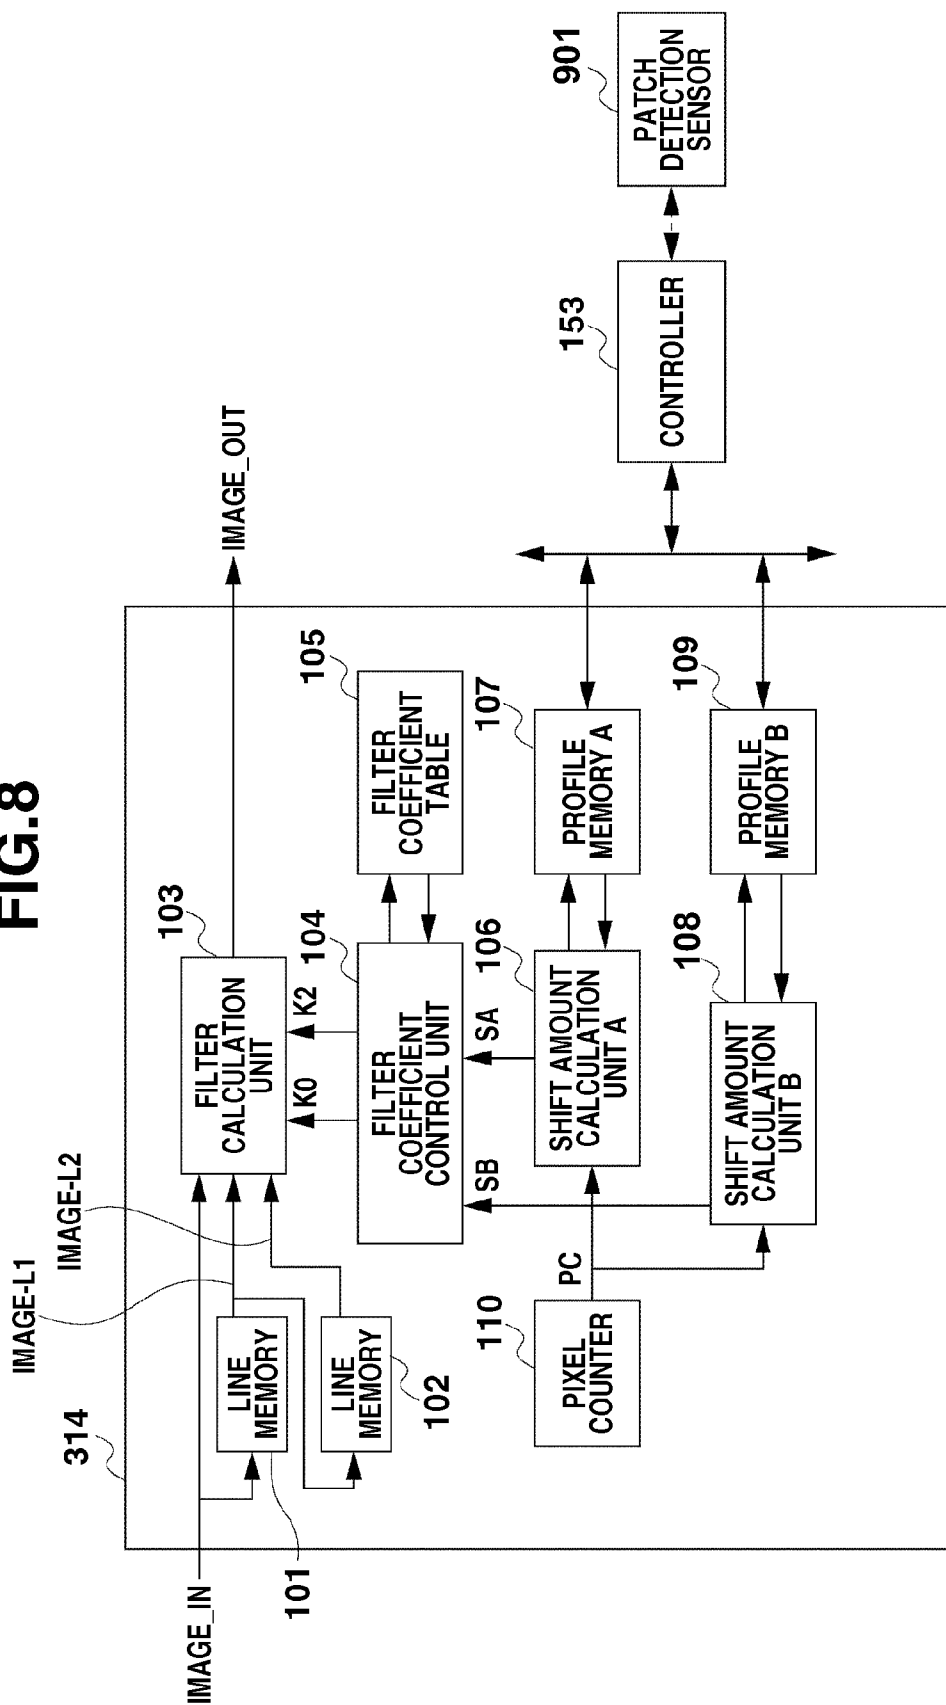 FIG.8
314
IMAGE-L1
IMAGE-L2
IMAGE_IN
IMAGE_OUT
101
LINE
MEMORY
LINE
MEMORY
102
103
FILTER
CALCULATION
UNIT
K0
K2
104
FILTER
COEFFICIENT
CONTROL UNIT
105
FILTER
COEFFICIENT
TABLE
SB
SA
110
PIXEL
COUNTER
PC
106
SHIFT AMOUNT
CALCULATION
UNIT A
107
PROFILE
MEMORY A
108
SHIFT AMOUNT
CALCULATION
UNIT B
109
PROFILE
MEMORY B
153
CONTROLLER
901
PATCH
DETECTION
SENSOR